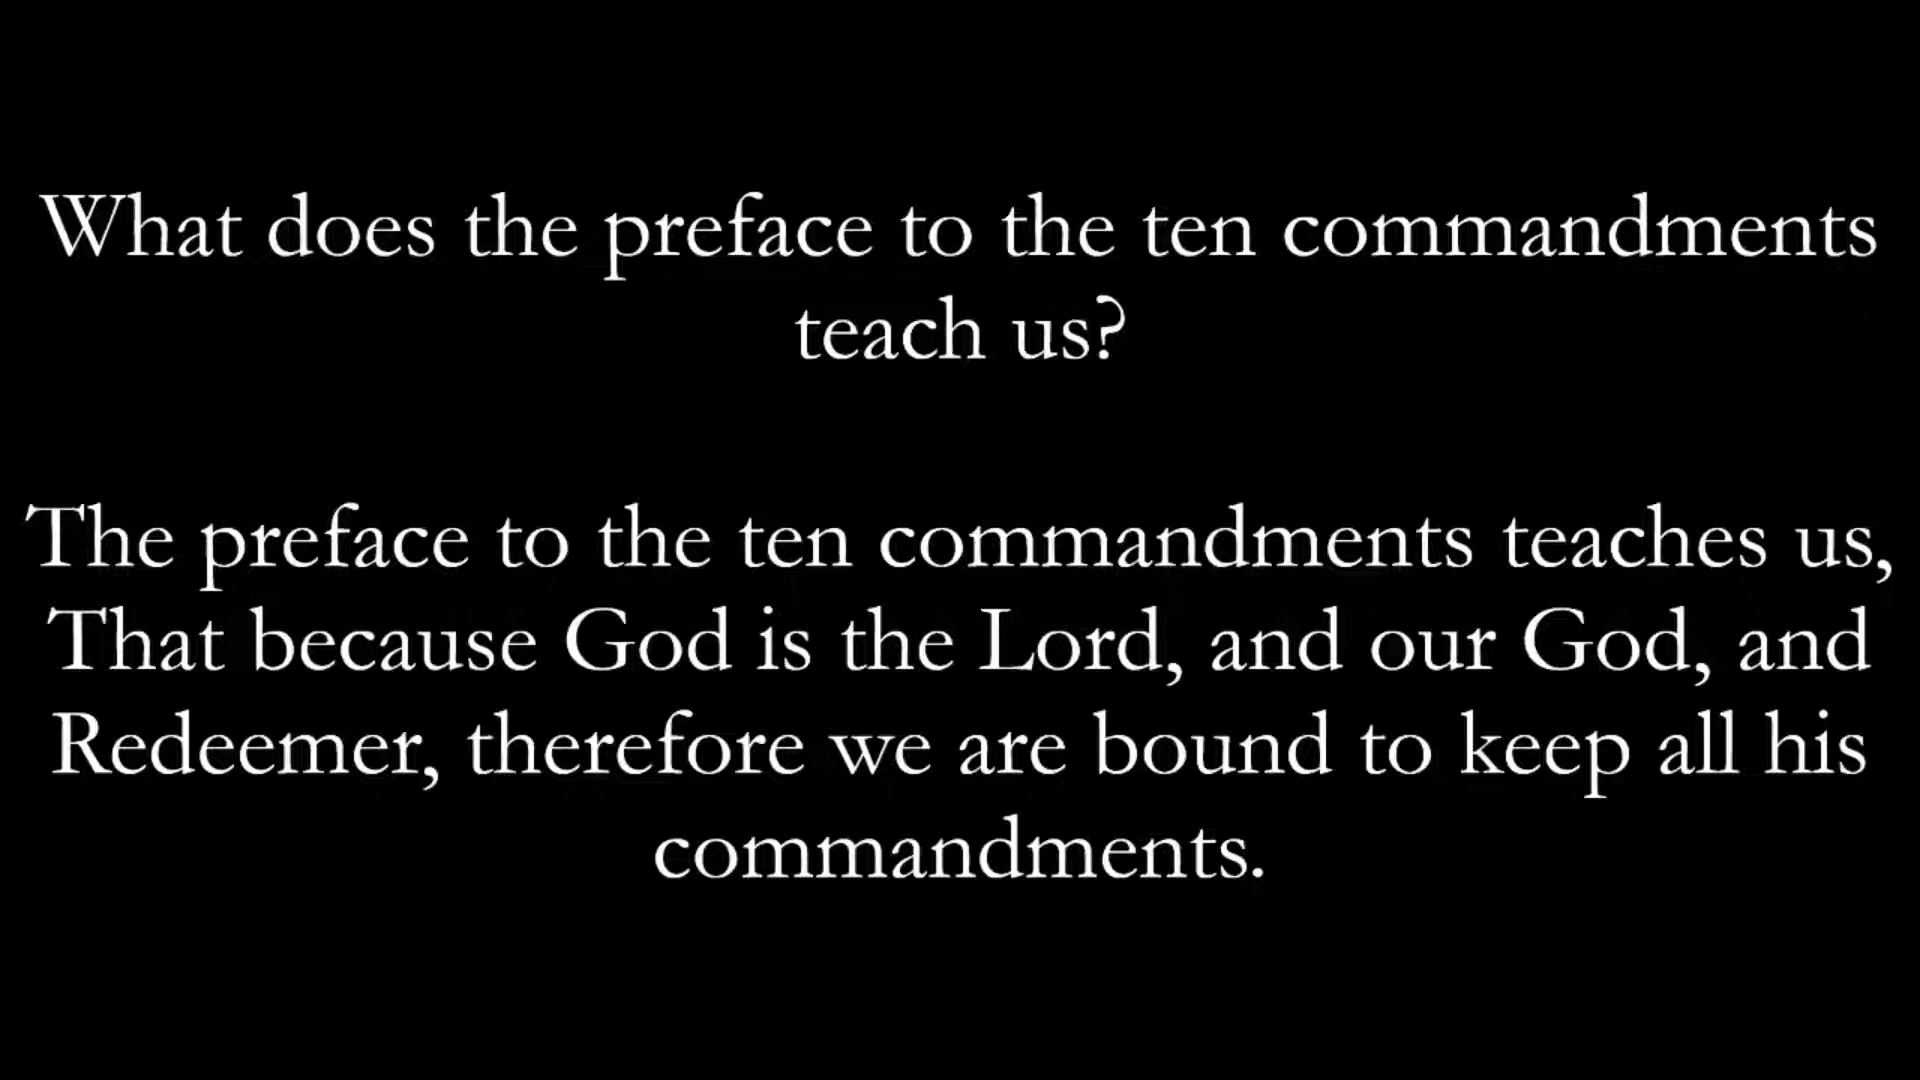 What does the preface to the ten commandments
teach us?
The preface to the ten commandments teaches us,
That because God is the Lord, and our God, and
Redeemer, therefore we are bound to keep all his
commandments.